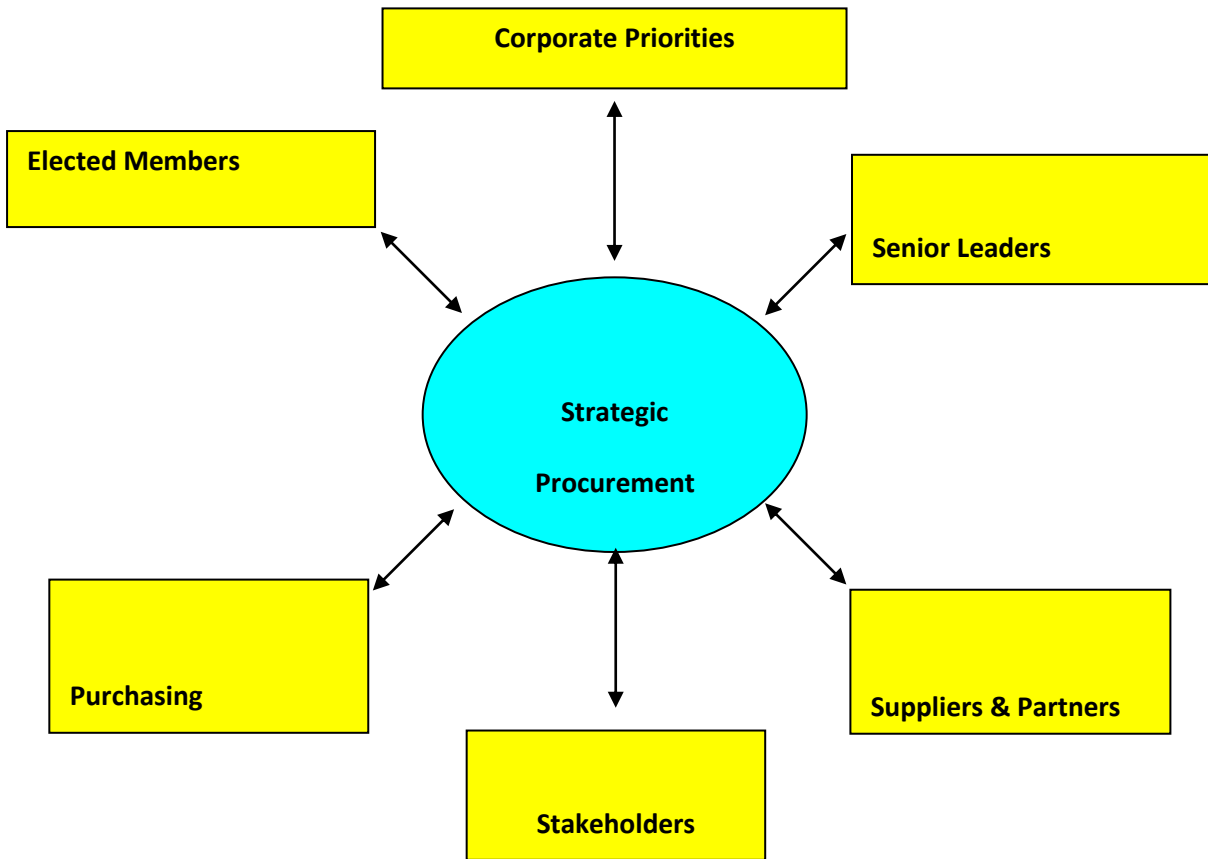 Corporate Priorities
Elected Members
Senior Leaders
Strategic
Procurement
Purchasing
Suppliers & Partners
Stakeholders